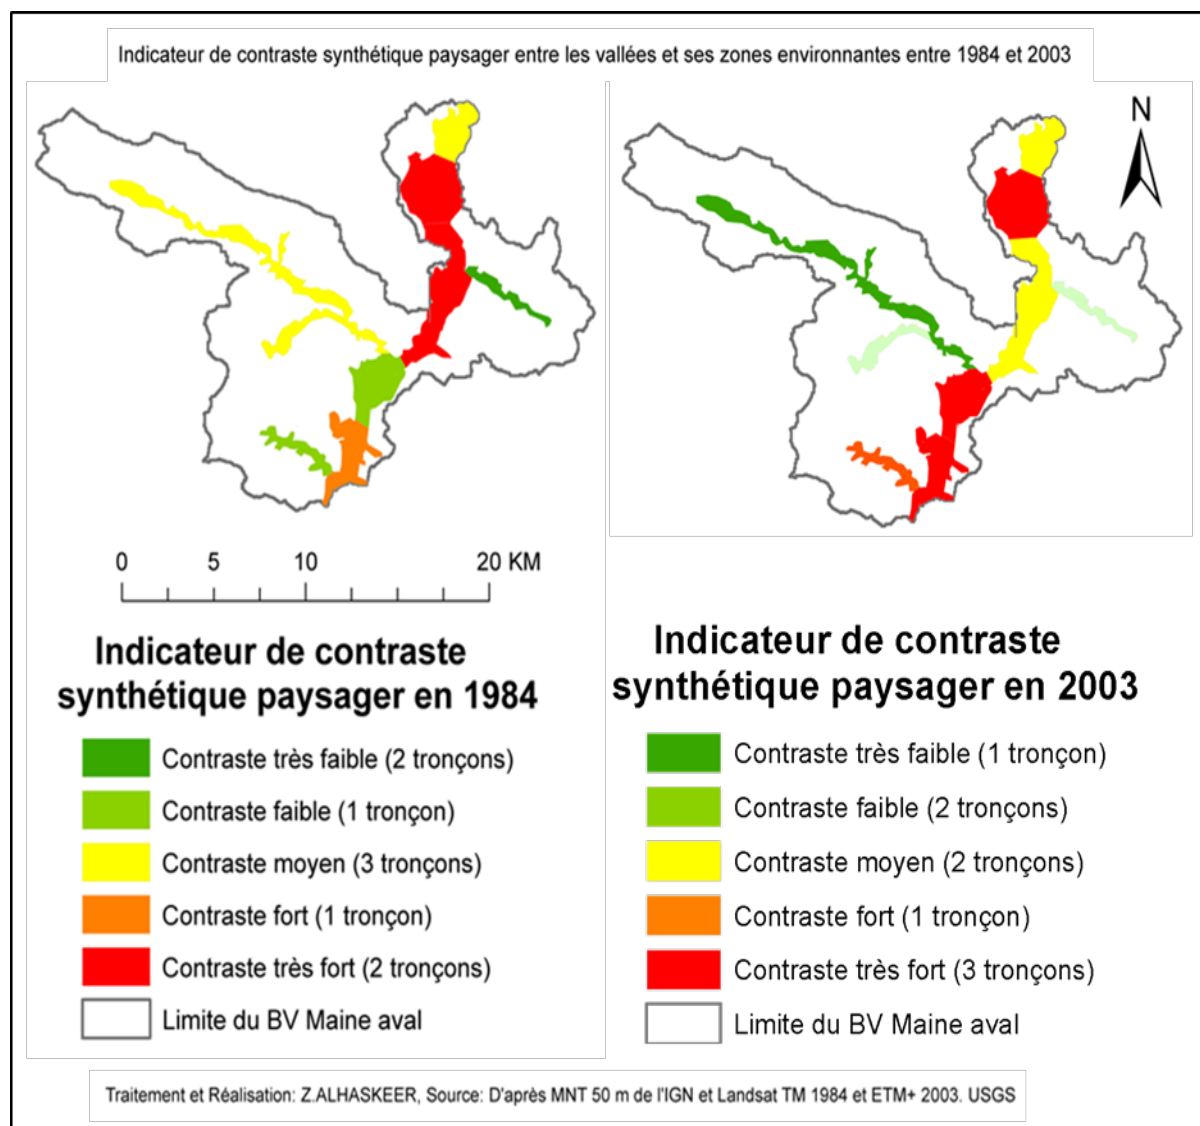 Indicateur de contraste synthétique paysager entre les vallées et ses zones environnantes entre 1984 et 2003
N
0 5 10 20 KM
Indicateur de contraste
synthétique paysager en 1984
Contraste très faible (2 tronçons)
Contraste faible (1 tronçon)
Contraste moyen (3 tronçons)
Contraste fort (1 tronçon)
Contraste très fort (2 tronçons)
Limite du BV Maine aval
Indicateur de contraste
synthétique paysager en 2003
Contraste très faible (1 tronçon)
Contraste faible (2 tronçons)
Contraste moyen (2 tronçons)
Contraste fort (1 tronçon)
Contraste très fort (3 tronçons)
Limite du BV Maine aval
Traitement et Réalisation: Z.ALHASKEER, Source: D'après MNT 50 m de l'IGN et Landsat TM 1984 et ETM+ 2003. USGS